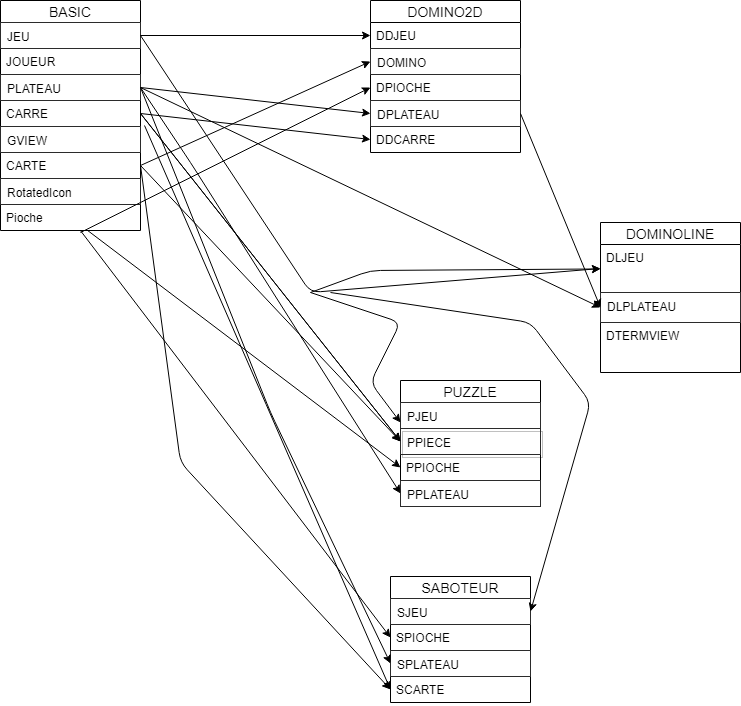 BASIC
JEU
JOUEUR
PLATEAU
CARRE
GVIEW
CARTE
RotatedIcon
Pioche
DOMINO2D
DDJEU
DOMINO
DPIOCHE
DPLATEAU
DDCARRE
DOMINOLINE
DLJEU
DLPLATEAU
DTERMVIEW
PUZZLE
PJEU
PPIECE
PPIOCHE
PPLATEAU
SABOTEUR
SJEU
SPIOCHE
SPLATEAU
SCARTE